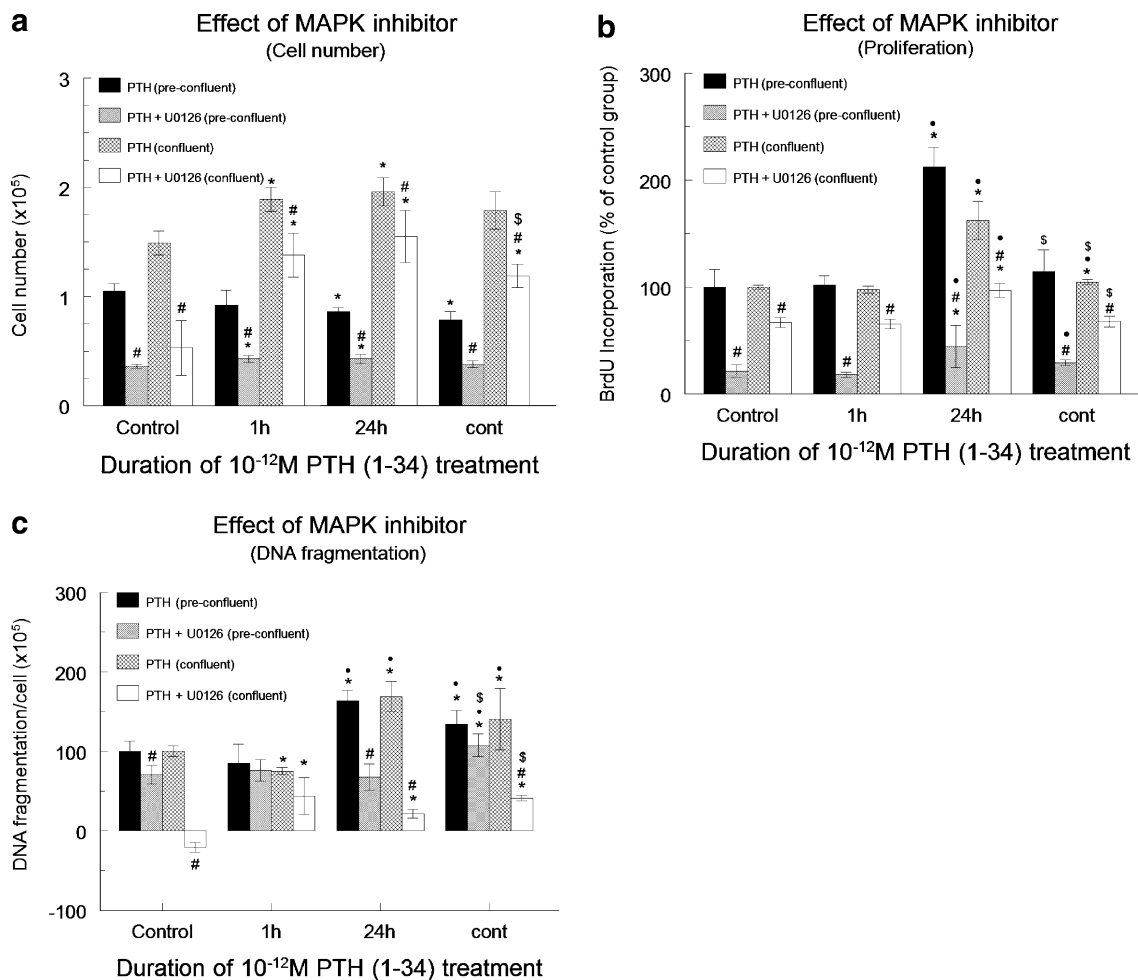 a
Effect of MAPK inhibitor
(Cell number)
Cell number (x10⁵)
3
2
1
0
PTH (pre-confluent)
PTH + U0126 (pre-confluent)
PTH (confluent)
PTH + U0126 (confluent)
# # * * # * * * # * * # * # $ # *
Control 1h 24h cont
Duration of 10⁻¹²M PTH (1-34) treatment
b
Effect of MAPK inhibitor
(Proliferation)
BrdU Incorporation (% of control group)
300
200
100
0
PTH (pre-confluent)
PTH + U0126 (pre-confluent)
PTH (confluent)
PTH + U0126 (confluent)
# # # # • * • # * • * • # * $ • # $ • * $ #
Control 1h 24h cont
Duration of 10⁻¹²M PTH (1-34) treatment
c
Effect of MAPK inhibitor
(DNA fragmentation)
DNA fragmentation/cell (x10⁵)
300
200
100
0
-100
PTH (pre-confluent)
PTH + U0126 (pre-confluent)
PTH (confluent)
PTH + U0126 (confluent)
# # * * • * # • * # * • * $ • * • * $ # *
Control 1h 24h cont
Duration of 10⁻¹²M PTH (1-34) treatment